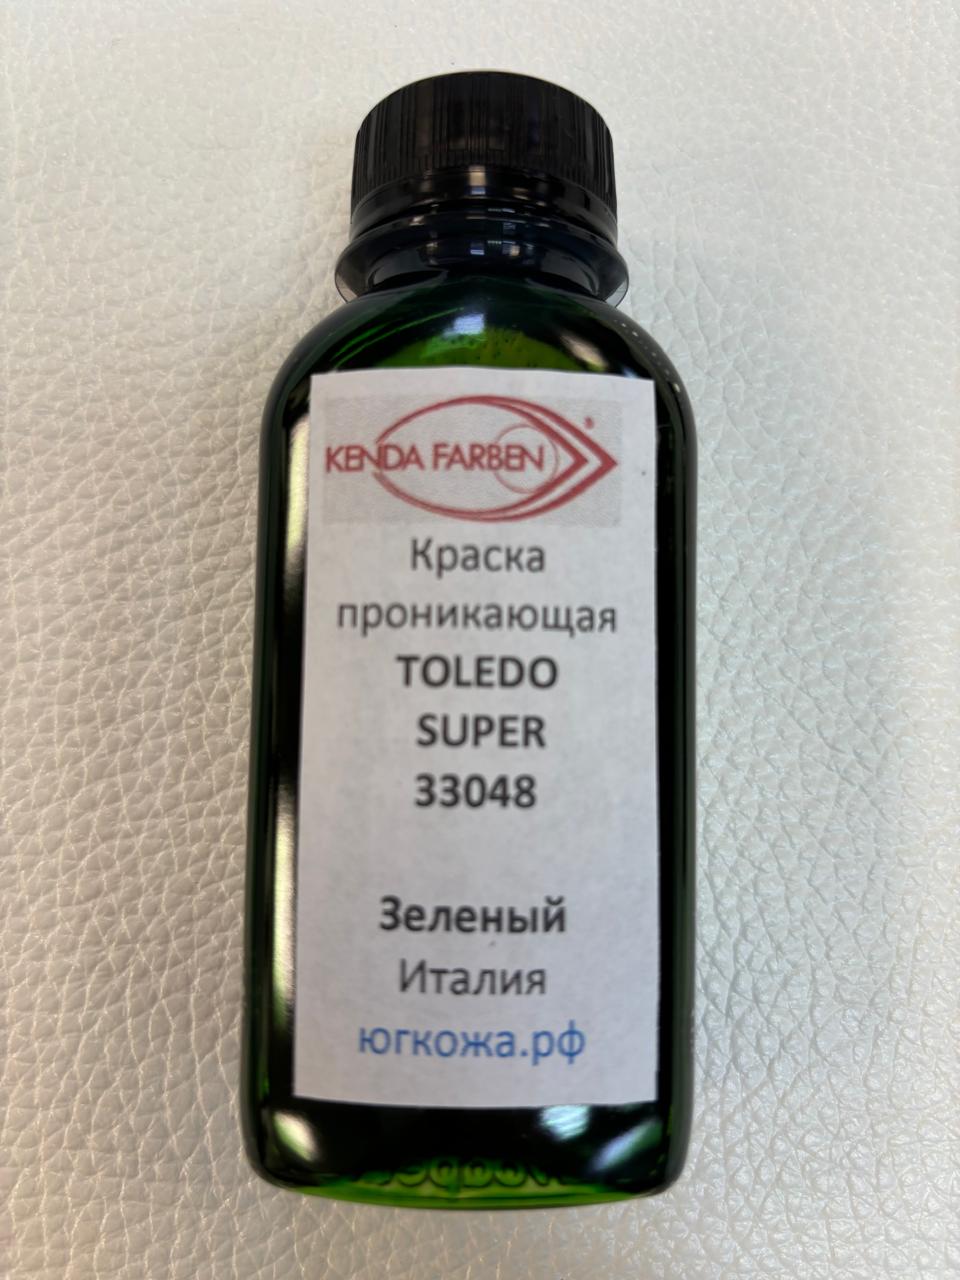 KENDA FARBEN
Краска
проникающая
TOLEDO
SUPER
33048
Зеленый
Италия
югкожа.рф